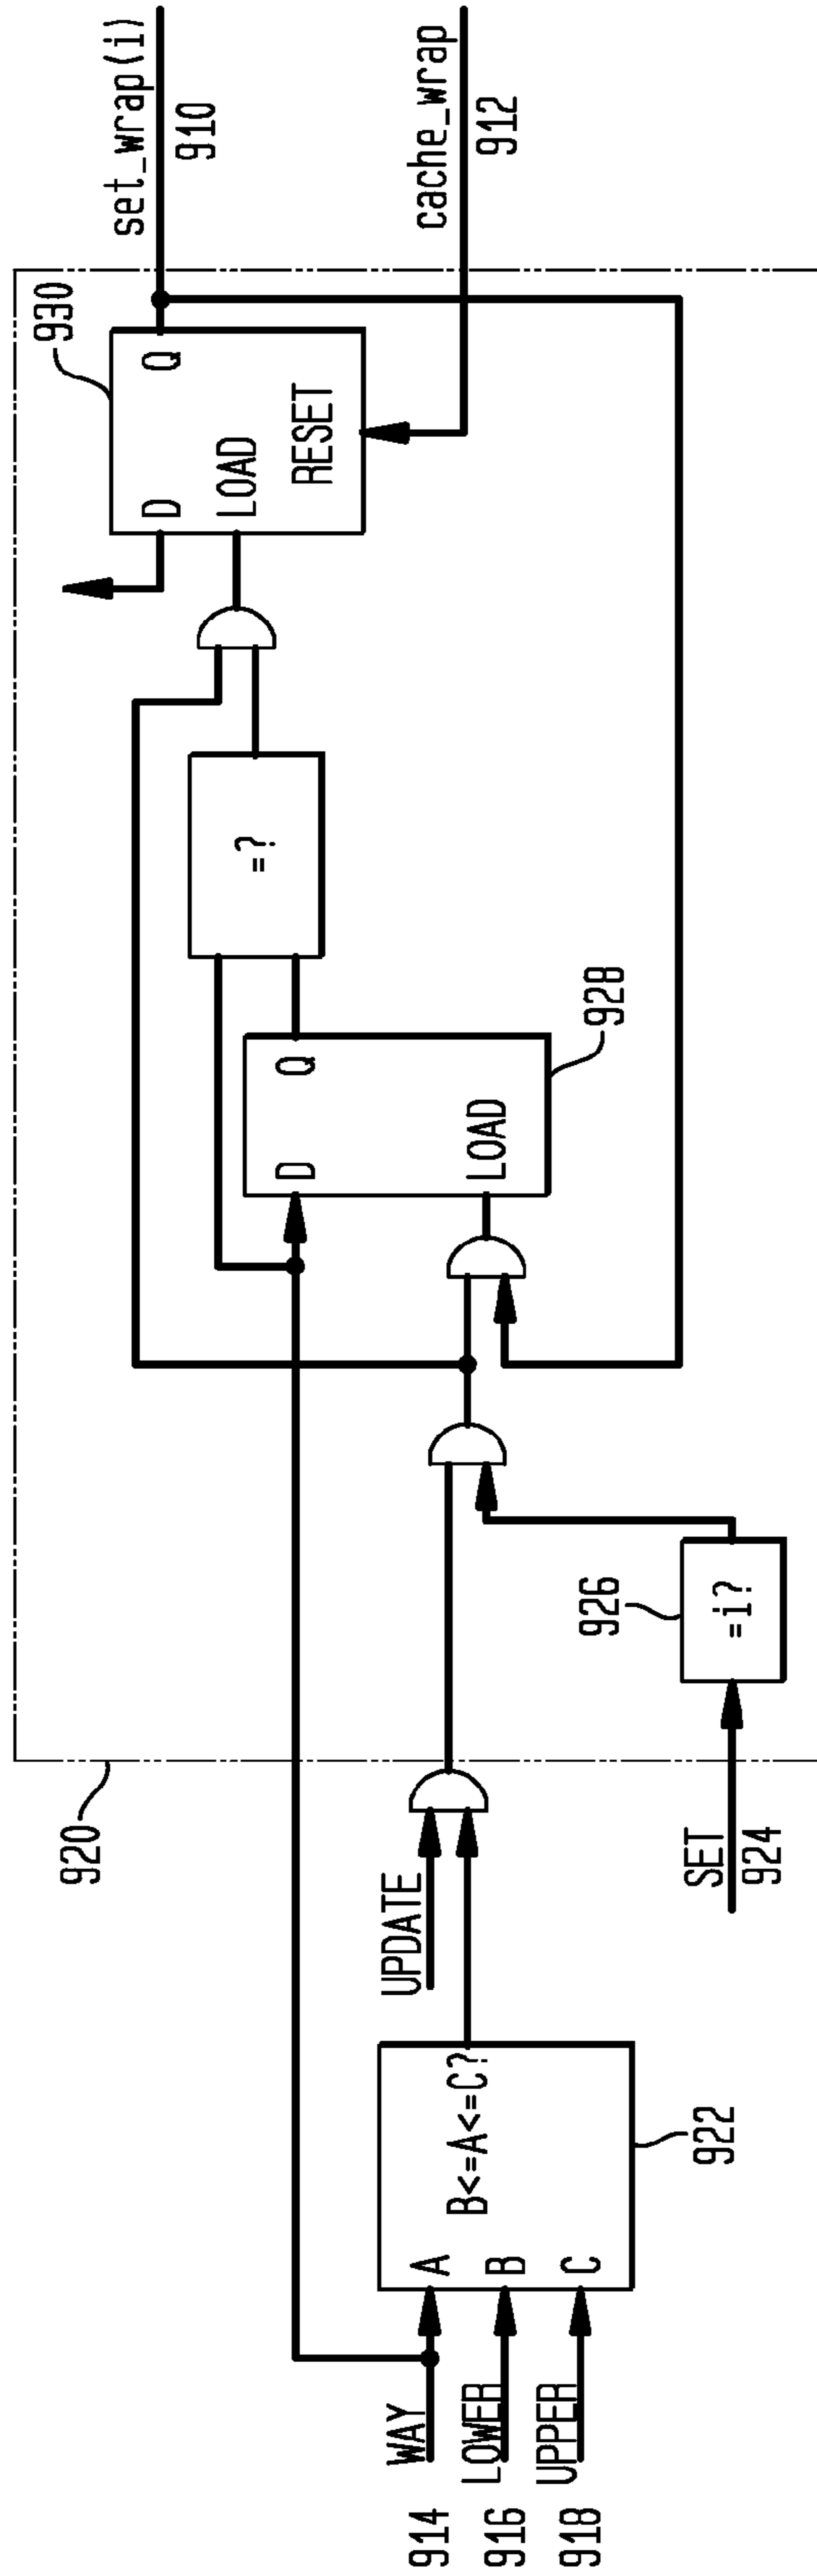 WAY
914
LOWER
916
UPPER
918
A
B
C
B<=A<=C?
922
UPDATE
SET
924
920
926
=i?
D
Q
LOAD
928
=?
930
D
Q
LOAD
RESET
set_wrap(i)
910
cache_wrap
912